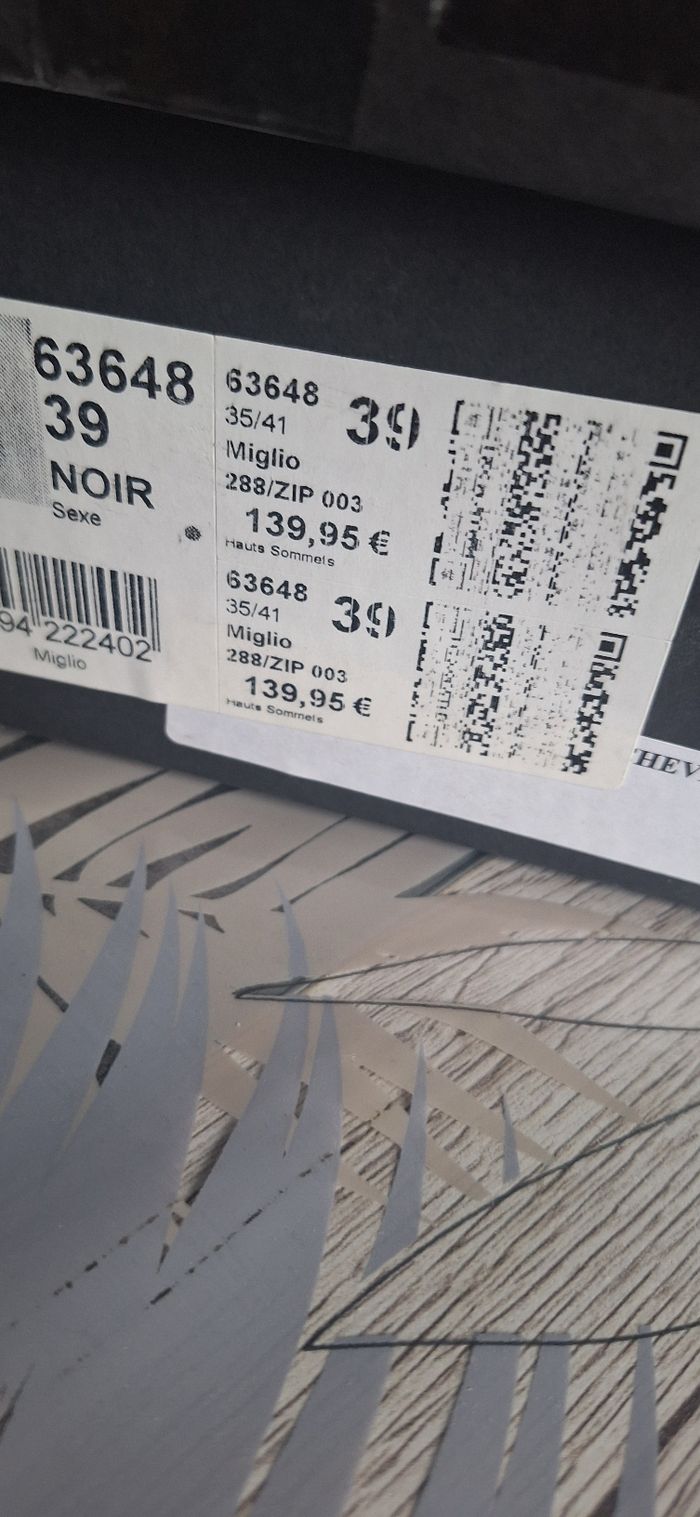 63648
39
NOIR
Sexe
94 222402
Miglio
63648
39
35/41
Miglio
288/ZIP 003
139,95 €
Hauts Sommets
63648
39
35/41
Miglio
288/ZIP 003
139,95 €
Hauts Sommets
HEV